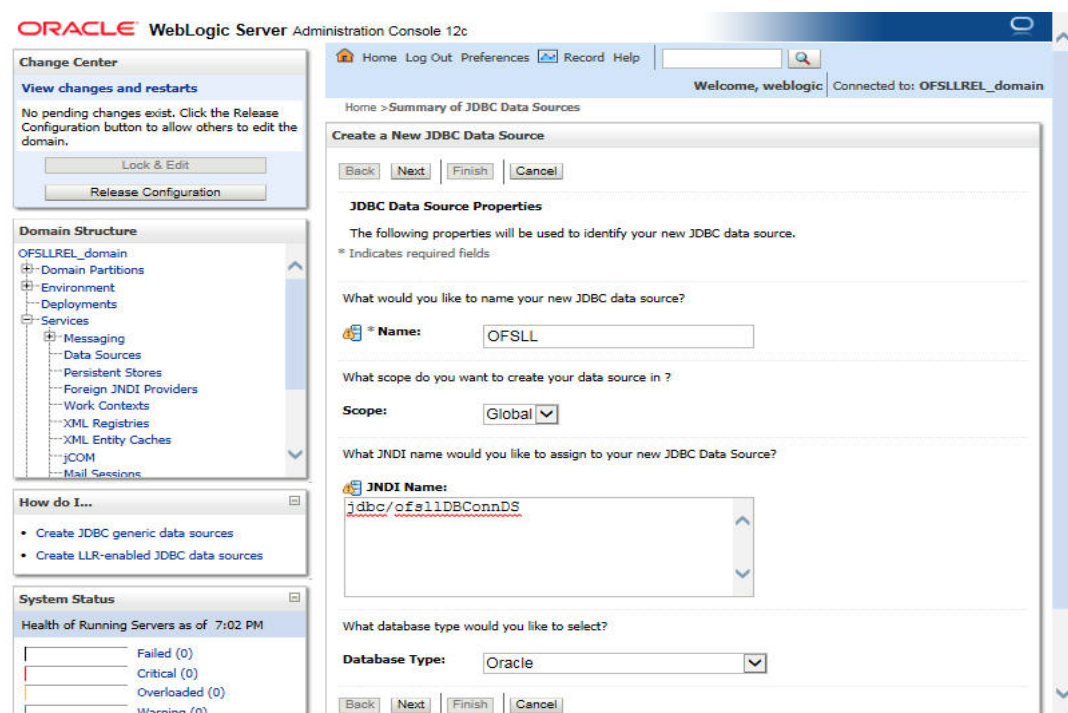 ORACLE WebLogic Server Administration Console 12c
Change Center
View changes and restarts
No pending changes exist. Click the Release
Configuration button to allow others to edit the
domain.
Lock & Edit
Release Configuration
Domain Structure
OFSLLREL_domain
Domain Partitions
Environment
Deployments
Services
Messaging
Data Sources
Persistent Stores
Foreign JNDI Providers
Work Contexts
XML Registries
XML Entity Caches
jCOM
Mail Sessions
How do I...
Create JDBC generic data sources
Create LLR-enabled JDBC data sources
System Status
Health of Running Servers as of 7:02 PM
Failed (0)
Critical (0)
Overloaded (0)
Warning (0)
Home Log Out Preferences Record Help
Welcome, weblogic Connected to: OFSLLREL_domain
Home >Summary of JDBC Data Sources
Create a New JDBC Data Source
Back Next Finish Cancel
JDBC Data Source Properties
The following properties will be used to identify your new JDBC data source.
* Indicates required fields
What would you like to name your new JDBC data source?
* Name: OFSLL
What scope do you want to create your data source in ?
Scope: Global
What JNDI name would you like to assign to your new JDBC Data Source?
JNDI Name:
jdbc/ofsllDBConnDS
What database type would you like to select?
Database Type: Oracle
Back Next Finish Cancel